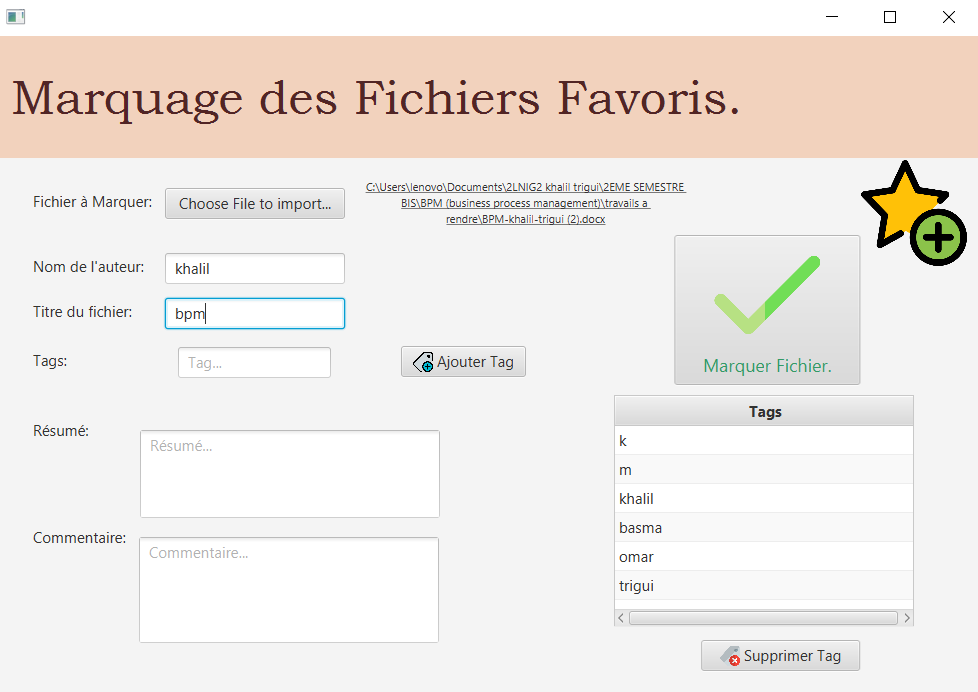 Marquage des Fichiers Favoris.
Fichier à Marquer:
Choose File to import...
C:\Users\lenovo\Documents\2LNIG2 khalil trigui\2EME SEMESTRE
BIS\BPM (business process management)\travails a
rendre\BPM-khalil-trigui (2).docx
Nom de l'auteur:
khalil
Titre du fichier:
bpm
Tags:
Tag...
Ajouter Tag
Marquer Fichier.
Résumé:
Résumé...
Commentaire:
Commentaire...
Tags
k
m
khalil
basma
omar
trigui
Supprimer Tag